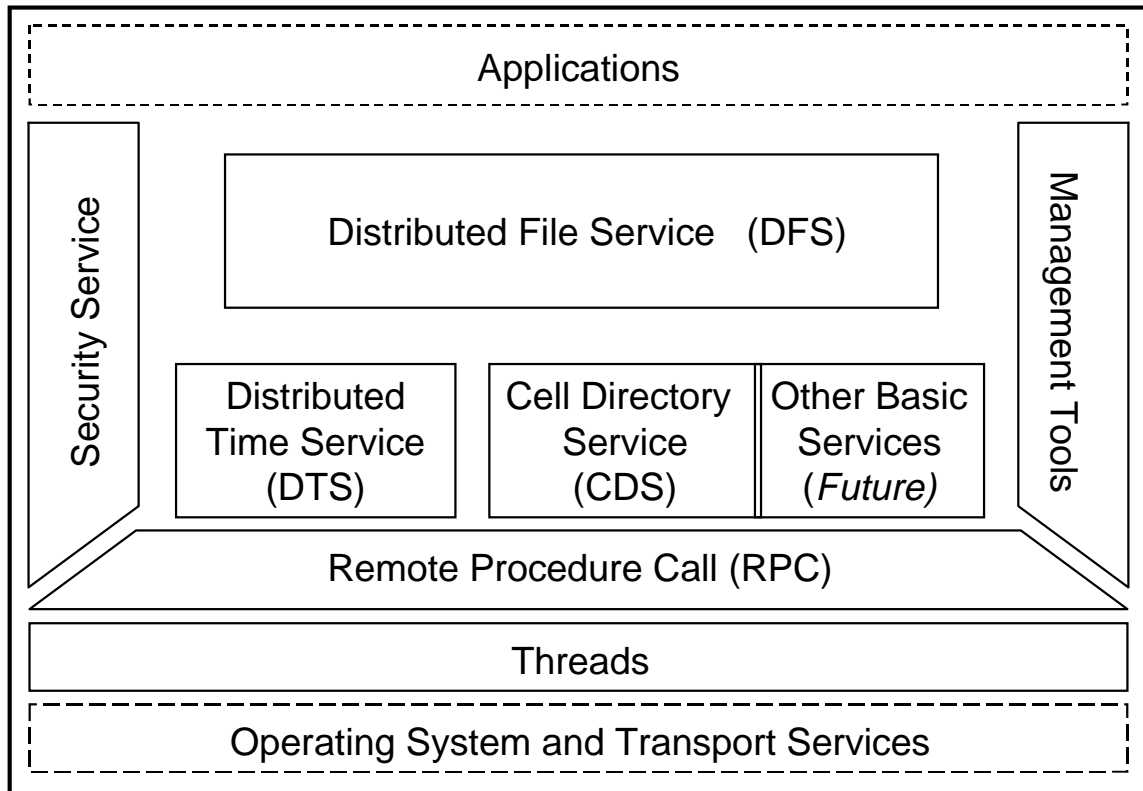 Applications
Security Service
Distributed File Service (DFS)
Management Tools
Distributed
Time Service
(DTS)
Cell Directory
Service
(CDS)
Other Basic
Services
(Future)
Remote Procedure Call (RPC)
Threads
Operating System and Transport Services